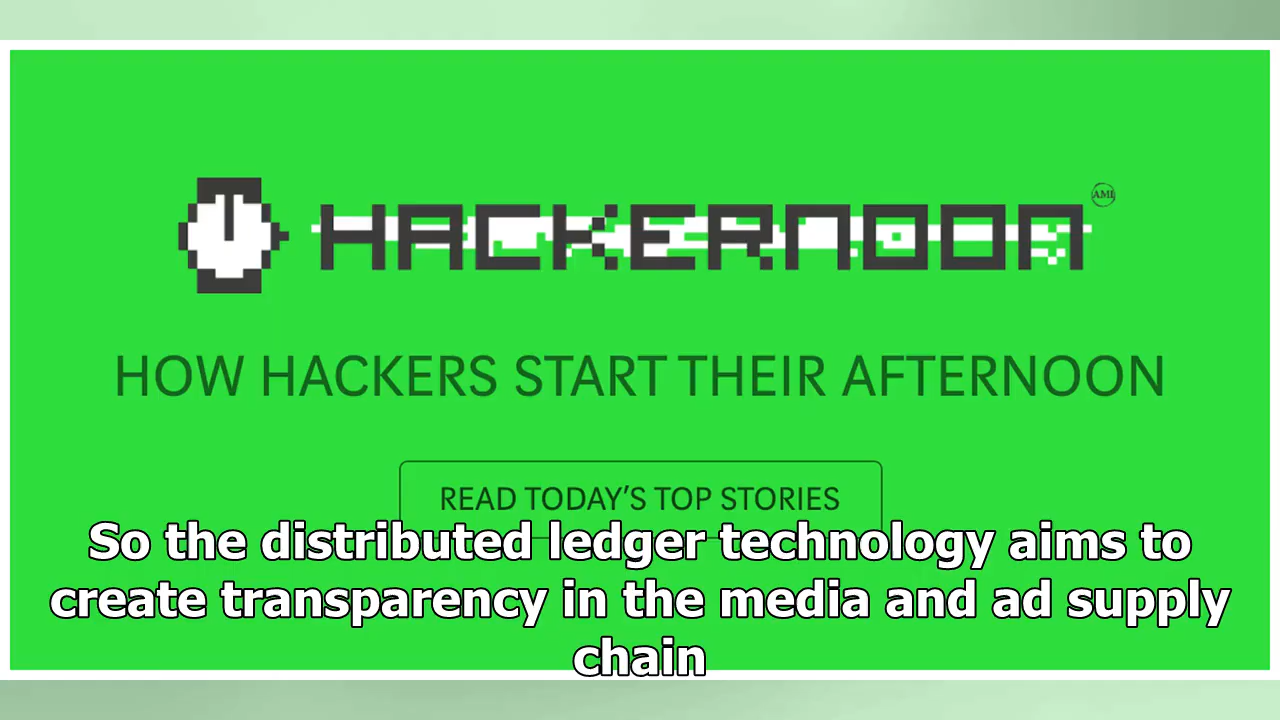 HACKERNOON
AMI
HOW HACKERS START THEIR AFTERNOON
READ TODAY'S TOP STORIES
So the distributed ledger technology aims to
create transparency in the media and ad supply
chain